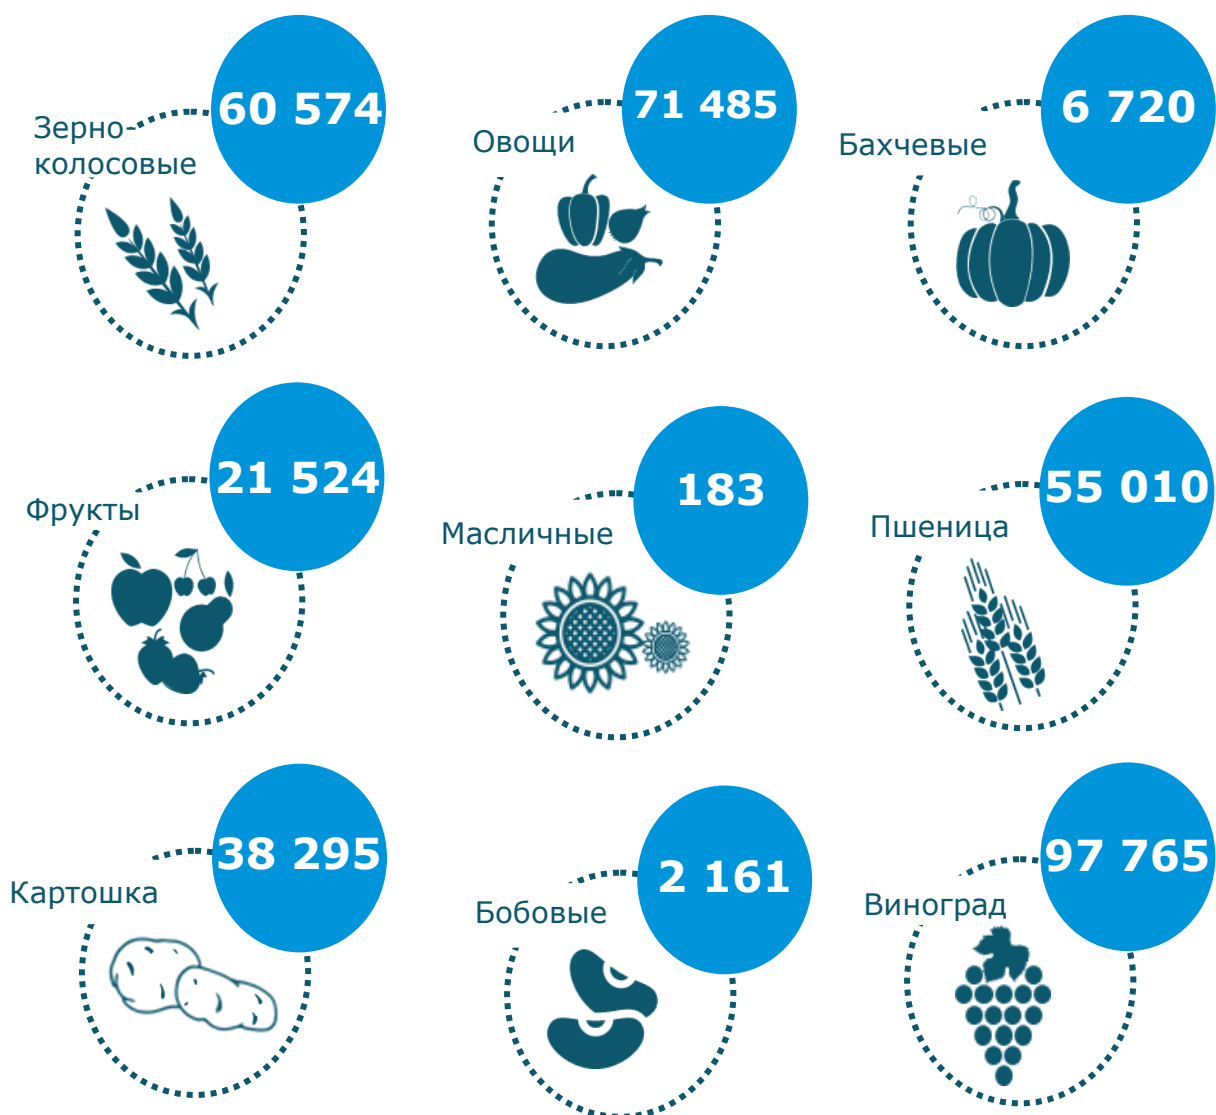 60 574
Зерно-
колосовые
71 485
Овощи
6 720
Бахчевые
21 524
Фрукты
183
Масличные
55 010
Пшеница
38 295
Картошка
2 161
Бобовые
97 765
Виноград